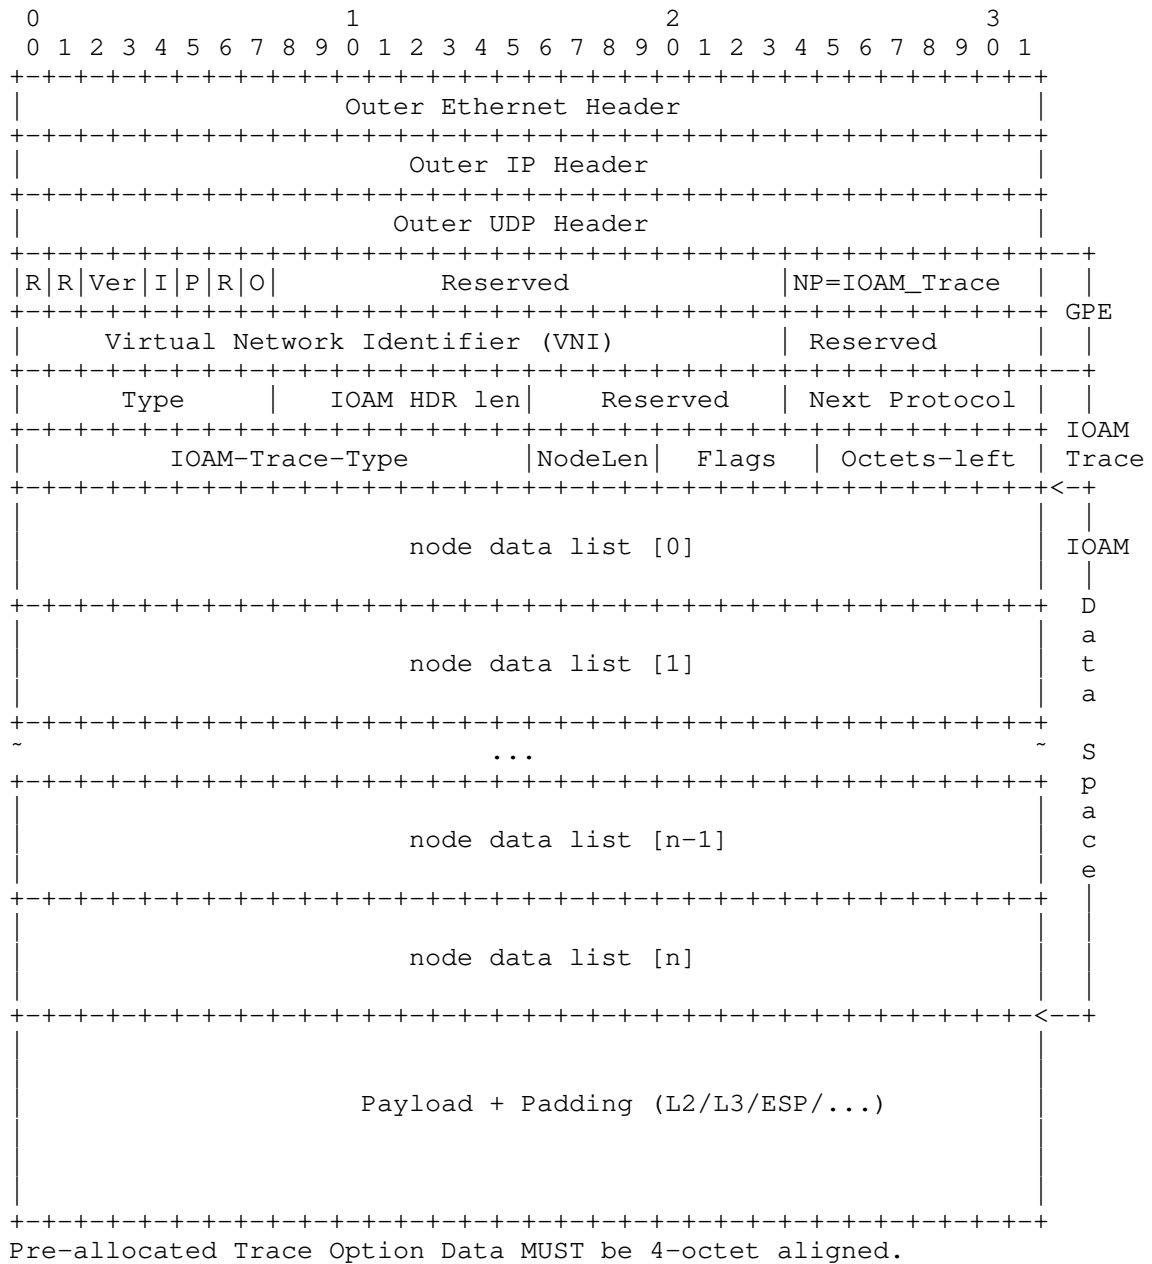 0                   1                   2                   3
 0 1 2 3 4 5 6 7 8 9 0 1 2 3 4 5 6 7 8 9 0 1 2 3 4 5 6 7 8 9 0 1
+-+-+-+-+-+-+-+-+-+-+-+-+-+-+-+-+-+-+-+-+-+-+-+-+-+-+-+-+-+-+-+-+
|                    Outer Ethernet Header                      |
+-+-+-+-+-+-+-+-+-+-+-+-+-+-+-+-+-+-+-+-+-+-+-+-+-+-+-+-+-+-+-+-+
|                        Outer IP Header                        |
+-+-+-+-+-+-+-+-+-+-+-+-+-+-+-+-+-+-+-+-+-+-+-+-+-+-+-+-+-+-+-+-+
|                       Outer UDP Header                        |
+-+-+-+-+-+-+-+-+-+-+-+-+-+-+-+-+-+-+-+-+-+-+-+-+-+-+-+-+-+-+-+-+--+
|R|R|Ver|I|P|R|O|          Reserved             |NP=IOAM_Trace  |  |
+-+-+-+-+-+-+-+-+-+-+-+-+-+-+-+-+-+-+-+-+-+-+-+-+-+-+-+-+-+-+-+-+ GPE
|     Virtual Network Identifier (VNI)          | Reserved      |  |
+-+-+-+-+-+-+-+-+-+-+-+-+-+-+-+-+-+-+-+-+-+-+-+-+-+-+-+-+-+-+-+-+--+
|      Type     |   IOAM HDR len|    Reserved   | Next Protocol |  |
+-+-+-+-+-+-+-+-+-+-+-+-+-+-+-+-+-+-+-+-+-+-+-+-+-+-+-+-+-+-+-+-+ IOAM
|         IOAM-Trace-Type       |NodeLen|  Flags  | Octets-left | Trace
+-+-+-+-+-+-+-+-+-+-+-+-+-+-+-+-+-+-+-+-+-+-+-+-+-+-+-+-+-+-+-+-+<-+
|                                                               |  |
|                        node data list [0]                     | IOAM
|                                                               |  |
+-+-+-+-+-+-+-+-+-+-+-+-+-+-+-+-+-+-+-+-+-+-+-+-+-+-+-+-+-+-+-+-+  D
|                                                               |  a
|                        node data list [1]                     |  t
|                                                               |  a
+-+-+-+-+-+-+-+-+-+-+-+-+-+-+-+-+-+-+-+-+-+-+-+-+-+-+-+-+-+-+-+-+
~                             ...                               ~  S
+-+-+-+-+-+-+-+-+-+-+-+-+-+-+-+-+-+-+-+-+-+-+-+-+-+-+-+-+-+-+-+-+  p
|                                                               |  a
|                        node data list [n-1]                   |  c
|                                                               |  e
+-+-+-+-+-+-+-+-+-+-+-+-+-+-+-+-+-+-+-+-+-+-+-+-+-+-+-+-+-+-+-+-+  |
|                                                               |  |
|                        node data list [n]                     |  |
|                                                               |  |
+-+-+-+-+-+-+-+-+-+-+-+-+-+-+-+-+-+-+-+-+-+-+-+-+-+-+-+-+-+-+-+-<--+
|                                                               |
|                                                               |
|                     Payload + Padding (L2/L3/ESP/...)         |
|                                                               |
|                                                               |
|                                                               |
+-+-+-+-+-+-+-+-+-+-+-+-+-+-+-+-+-+-+-+-+-+-+-+-+-+-+-+-+-+-+-+-+
Pre-allocated Trace Option Data MUST be 4-octet aligned.